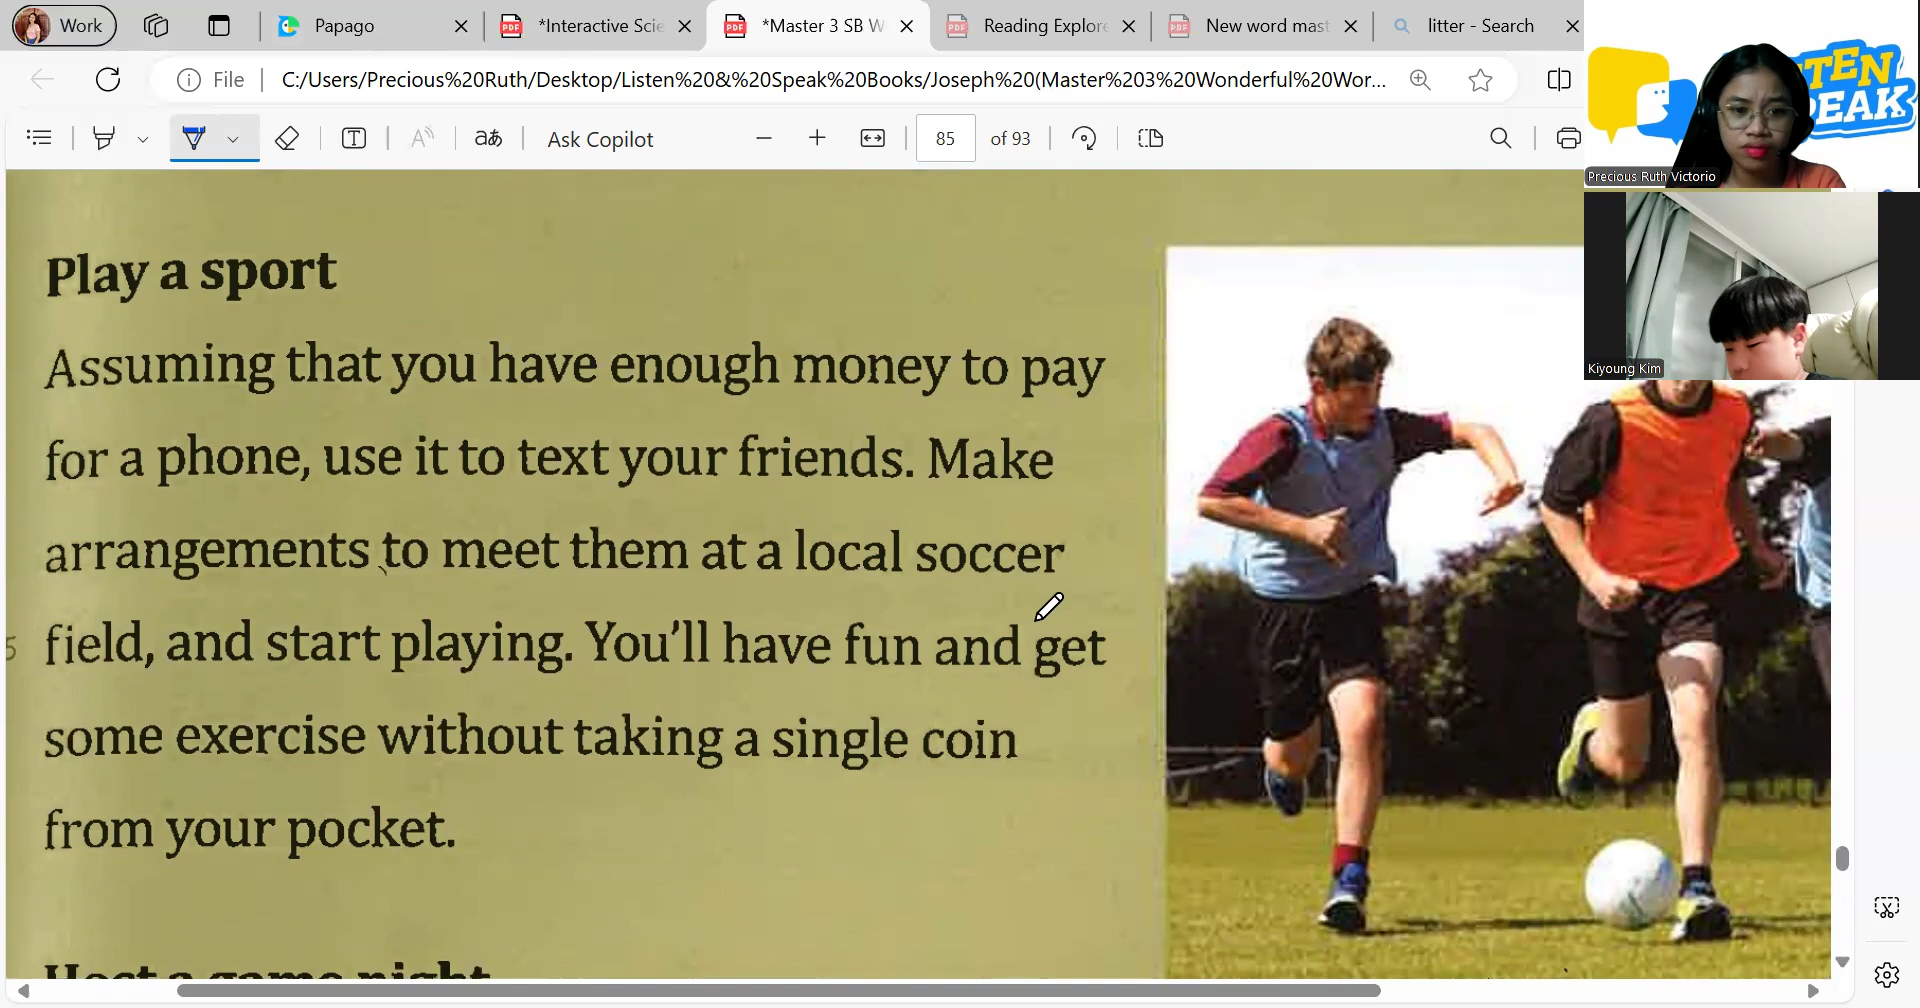 Work
Papago
*Interactive Scie
*Master 3 SB W
Reading Explore
New word mast
litter - Search
File
C:/Users/Precious%20Ruth/Desktop/Listen%20&%20Speak%20Books/Joseph%20(Master%203%20Wonderful%20Wor...
Ask Copilot
85
of 93
Precious Ruth Victorio
Kiyoung Kim
Play a sport
Assuming that you have enough money to pay
for a phone, use it to text your friends. Make
arrangements to meet them at a local soccer
5 field, and start playing. You'll have fun and get
some exercise without taking a single coin
from your pocket.
Host a game night